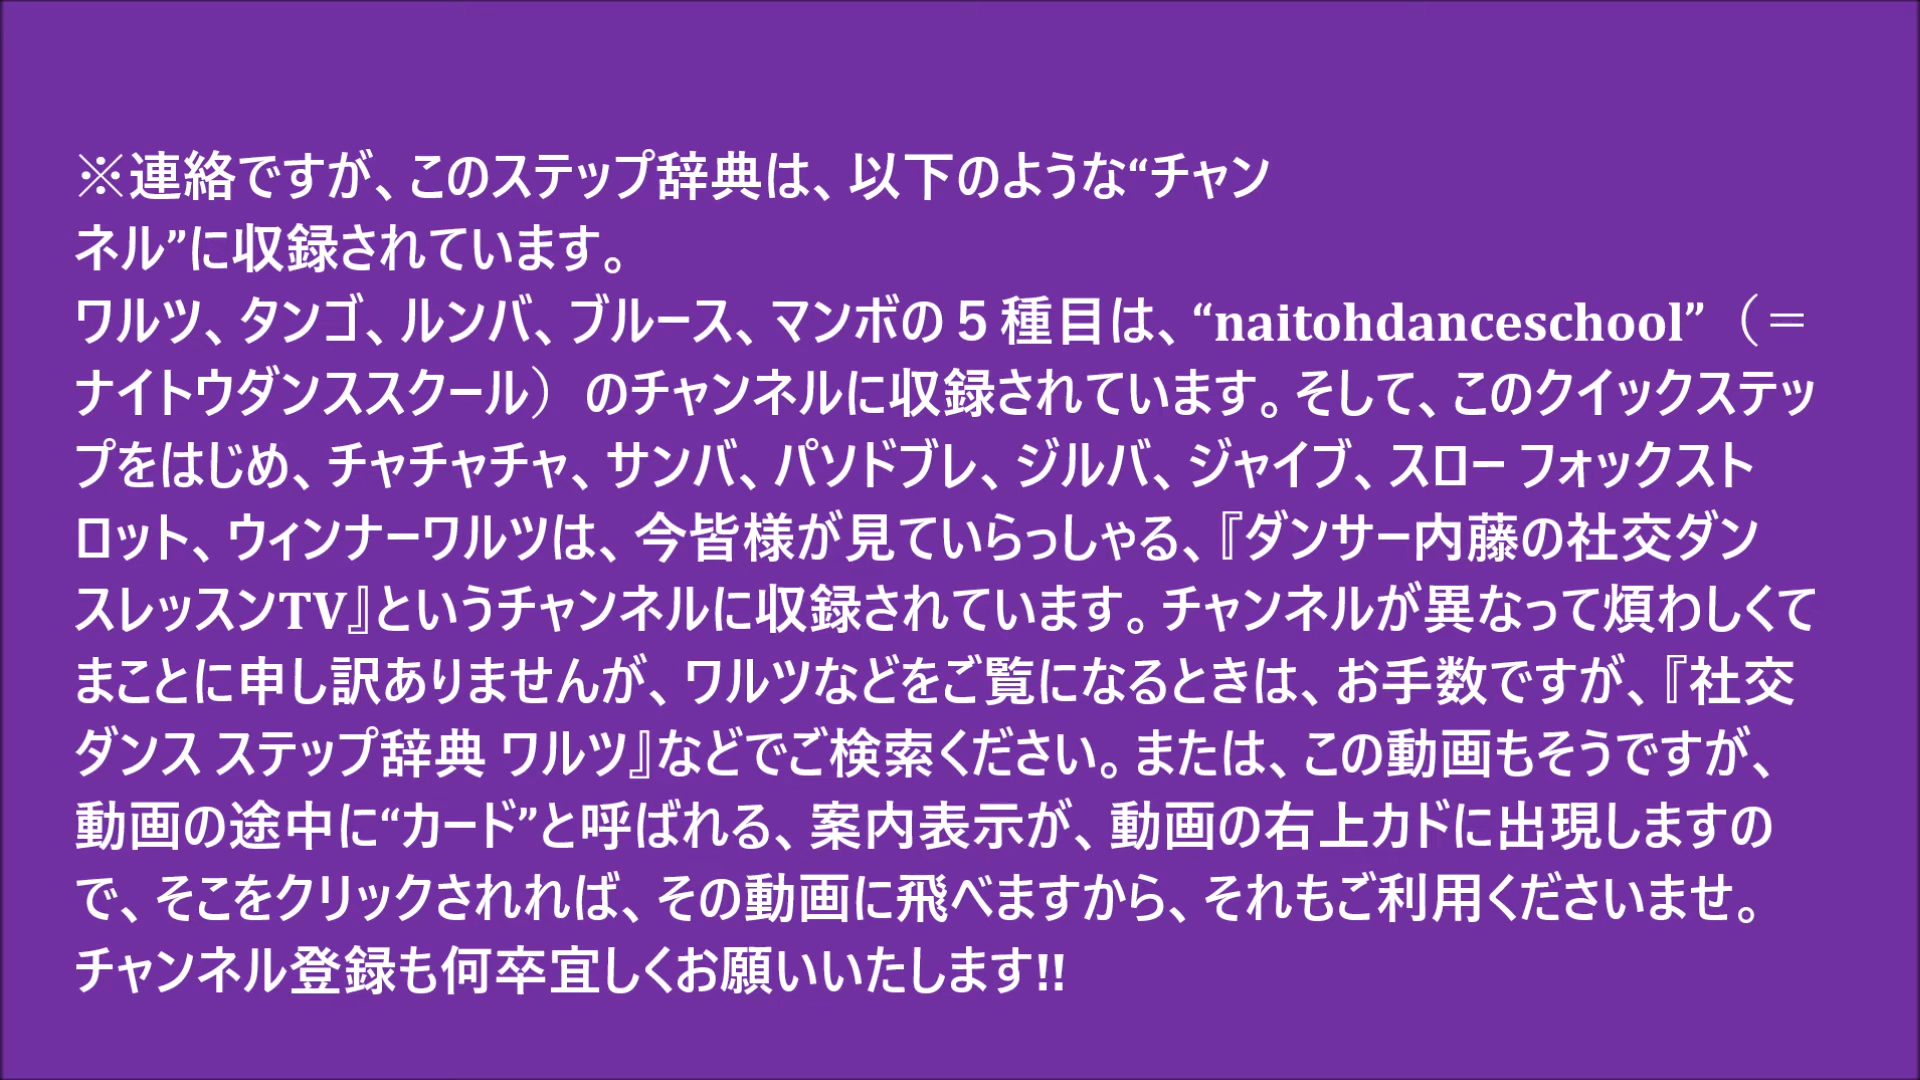 ※連絡ですが、このステップ辞典は、以下のような“チャン
ネル”に収録されています。
ワルツ、タンゴ、ルンバ、ブルース、マンボの５種目は、“naitohdanceschool”（＝
ナイトウダンススクール）のチャンネルに収録されています。そして、このクイックステッ
プをはじめ、チャチャチャ、サンバ、パソドブレ、ジルバ、ジャイブ、スロー フォックスト
ロット、ウィンナーワルツは、今皆様が見ていらっしゃる、『ダンサー内藤の社交ダン
スレッスンTV』というチャンネルに収録されています。チャンネルが異なって煩わしくて
まことに申し訳ありませんが、ワルツなどをご覧になるときは、お手数ですが、『社交
ダンス ステップ辞典 ワルツ』などでご検索ください。または、この動画もそうですが、
動画の途中に“カード”と呼ばれる、案内表示が、動画の右上カドに出現しますの
で、そこをクリックされれば、その動画に飛べますから、それもご利用くださいませ。
チャンネル登録も何卒宜しくお願いいたします!!